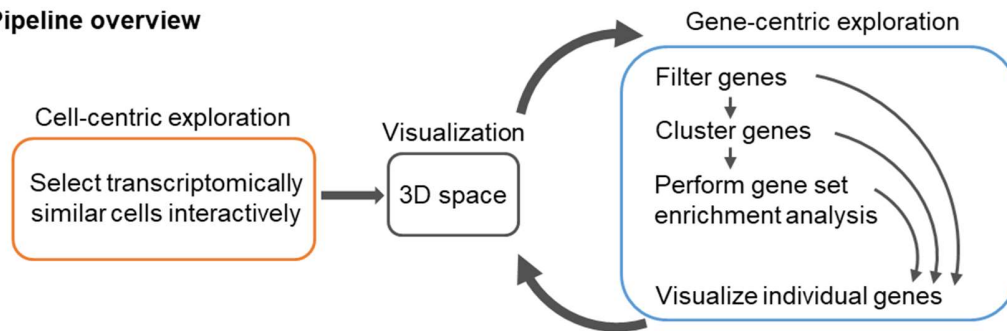 Pipeline overview
Cell-centric exploration
Select transcriptomically
similar cells interactively
Visualization
3D space
Gene-centric exploration
Filter genes
Cluster genes
Perform gene set
enrichment analysis
Visualize individual genes